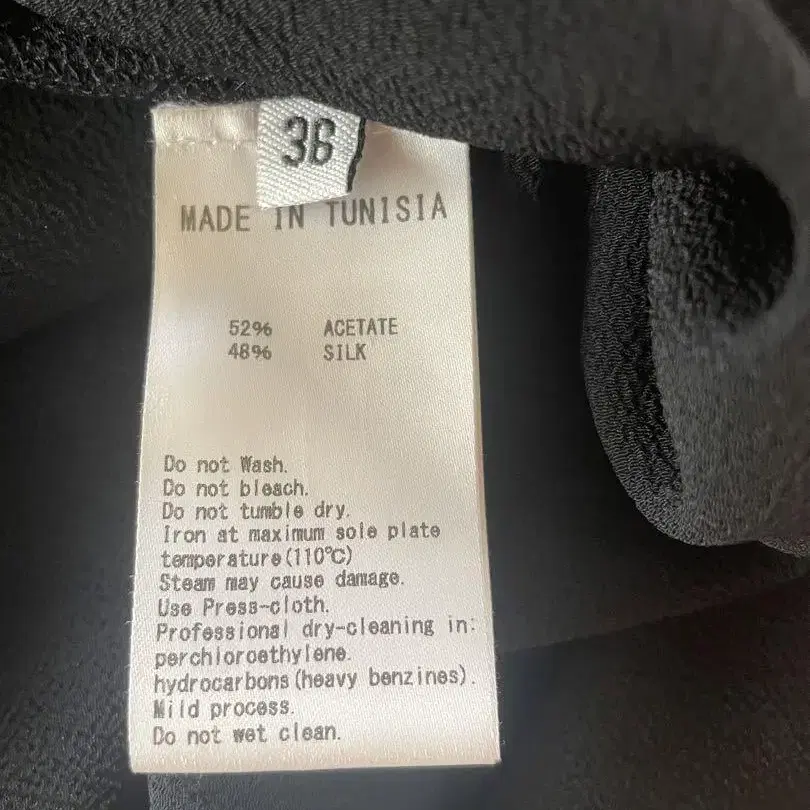 36
MADE IN TUNISIA
52% ACETATE
48% SILK
Do not Wash.
Do not bleach.
Do not tumble dry.
Iron at maximum sole plate
temperature(110℃)
Steam may cause damage.
Use Press-cloth.
Professional dry-cleaning in:
perchloroethylene.
hydrocarbons(heavy benzines).
Mild process.
Do not wet clean.